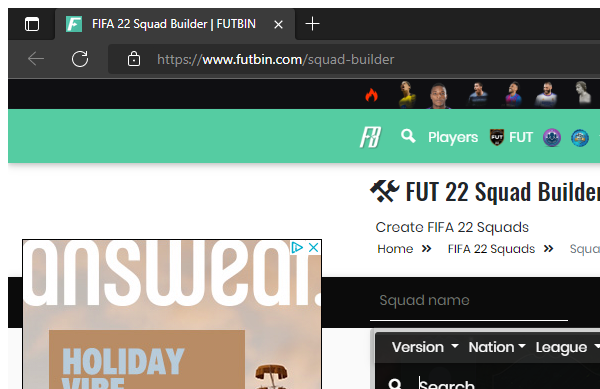 FIFA 22 Squad Builder | FUTBIN
https://www.futbin.com/squad-builder
FB Players FUT FUT
FUT 22 Squad Builder
Create FIFA 22 Squads
Home » FIFA 22 Squads » Squa
answear.
HOLIDAY
VIBE
Squad name
Version Nation League
Search